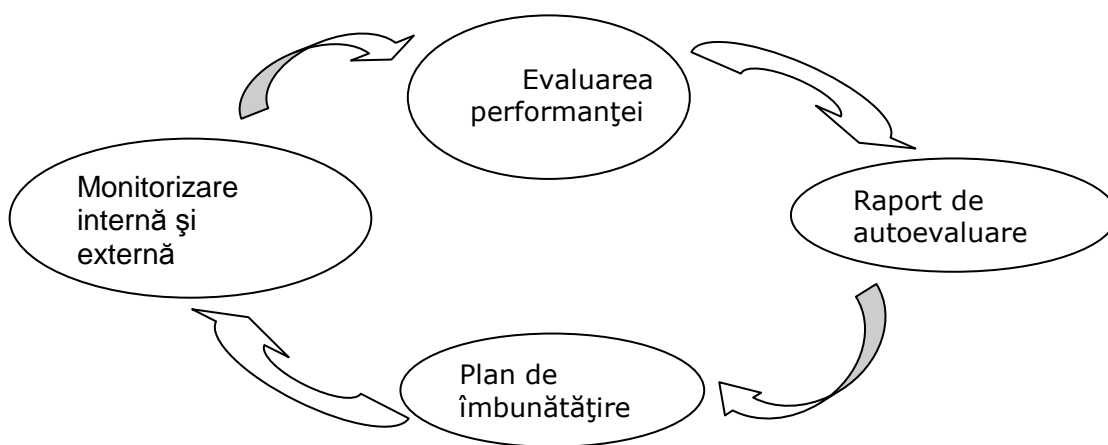 Evaluarea
performanţei
Monitorizare
internă şi
externă
Raport de
autoevaluare
Plan de
îmbunătăţire